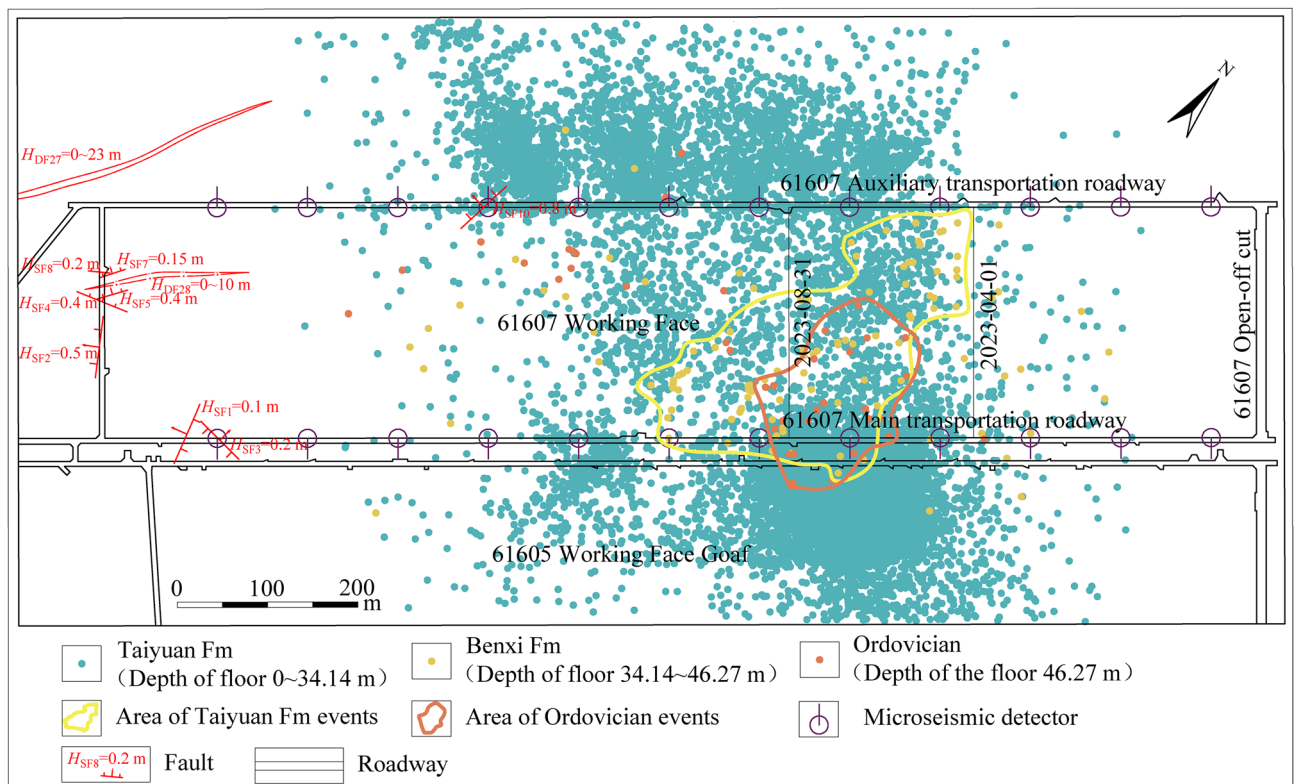 N
H_DF27=0~23 m
61607 Auxiliary transportation roadway
H_SF10=0.8 m
H_SF8=0.2 m
H_SF7=0.15 m
H_DF28=0~10 m
H_SF4=0.4 m
H_SF5=0.4 m
H_SF2=0.5 m
61607 Working Face
2023-08-31
2023-04-01
61607 Open-off cut
H_SF1=0.1 m
H_SF3=0.2 m
61607 Main transportation roadway
61605 Working Face Goaf
0 100 200
m
Taiyuan Fm
(Depth of floor 0~34.14 m)
Benxi Fm
(Depth of floor 34.14~46.27 m)
Ordovician
(Depth of the floor 46.27 m)
Area of Taiyuan Fm events
Area of Ordovician events
Microseismic detector
H_SF8=0.2 m
Fault
Roadway